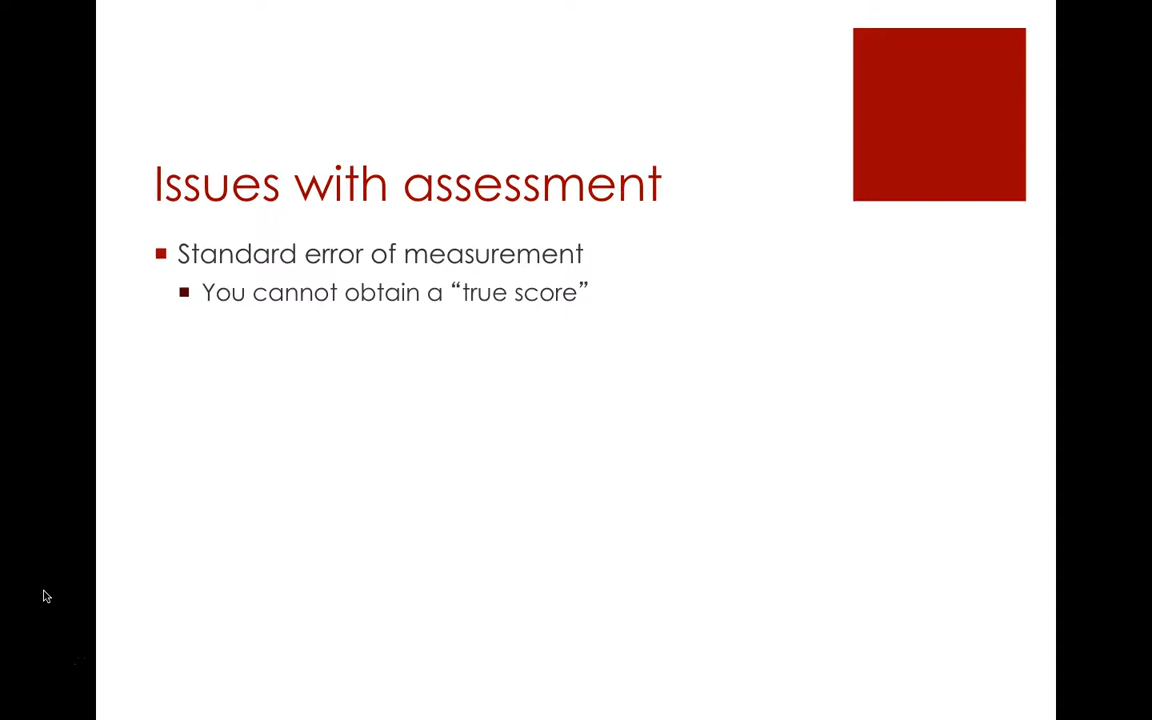 Issues with assessment
Standard error of measurement
You cannot obtain a “true score”